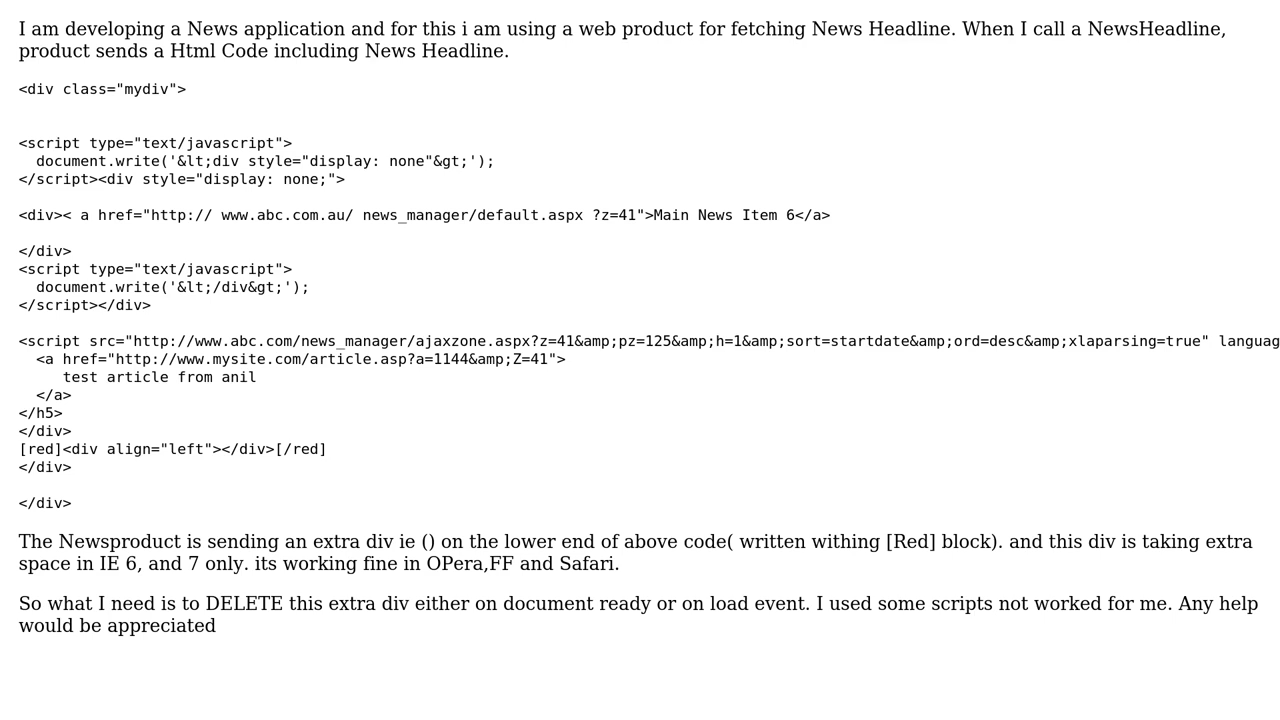 I am developing a News application and for this i am using a web product for fetching News Headline. When I call a NewsHeadline,
product sends a Html Code including News Headline.
<div class="mydiv">
<script type="text/javascript">
document.write('&lt;div style="display: none"&gt;');
</script><div style="display: none;">
<div>< a href="http:// www.abc.com.au/ news_manager/default.aspx ?z=41">Main News Item 6</a>
</div>
<script type="text/javascript">
document.write('&lt;/div&gt;');
</script></div>
<script src="http://www.abc.com/news_manager/ajaxzone.aspx?z=41&amp;pz=125&amp;h=1&amp;sort=startdate&amp;ord=desc&amp;xlaparsing=true" languag
<a href="http://www.mysite.com/article.asp?a=1144&amp;Z=41">
test article from anil
</a>
</h5>
</div>
[red]<div align="left"></div>[/red]
</div>
</div>
The Newsproduct is sending an extra div ie () on the lower end of above code( written withing [Red] block). and this div is taking extra
space in IE 6, and 7 only. its working fine in OPera,FF and Safari.
So what I need is to DELETE this extra div either on document ready or on load event. I used some scripts not worked for me. Any help
would be appreciated